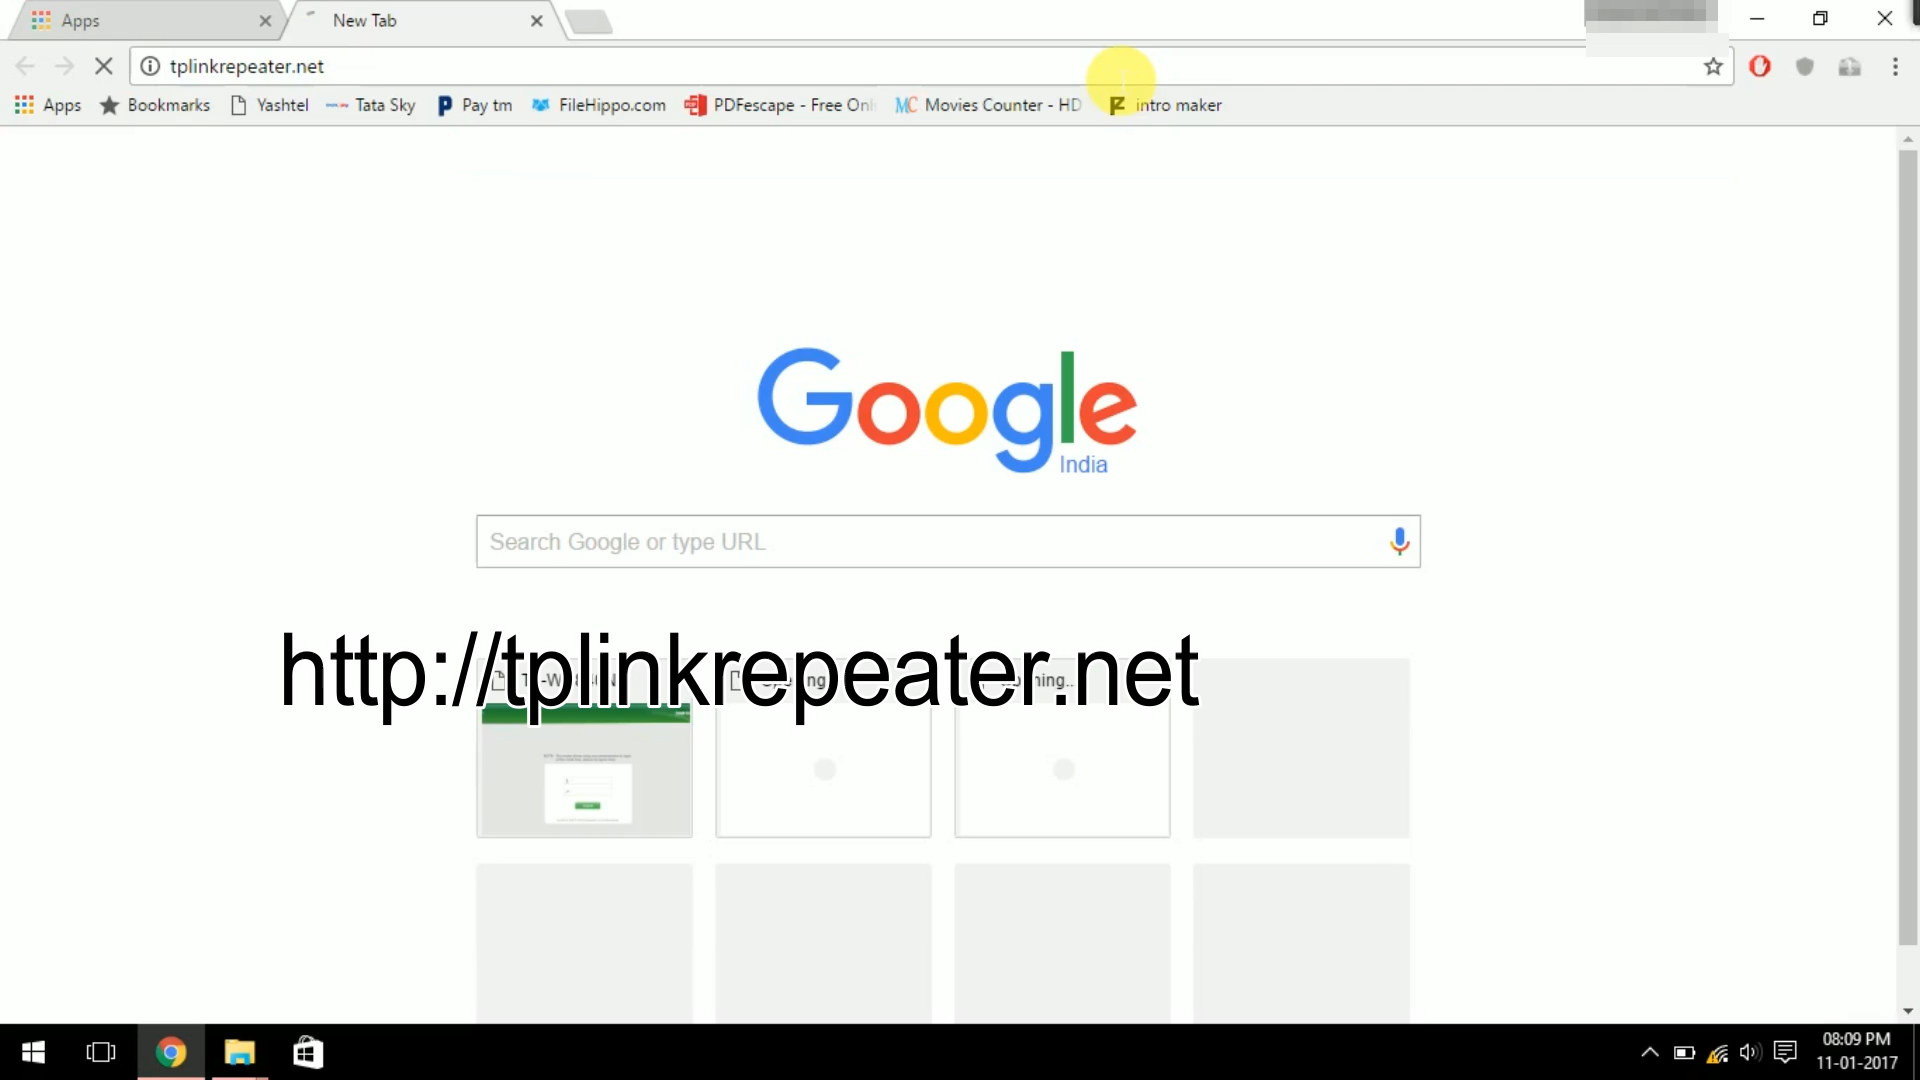 Apps
New Tab
tplinkrepeater.net
Apps Bookmarks Yashtel Tata Sky Pay tm FileHippo.com PDFescape - Free Onl MC Movies Counter - HD intro maker
Google
India
Search Google or type URL
http://tplinkrepeater.net
08:09 PM
11-01-2017